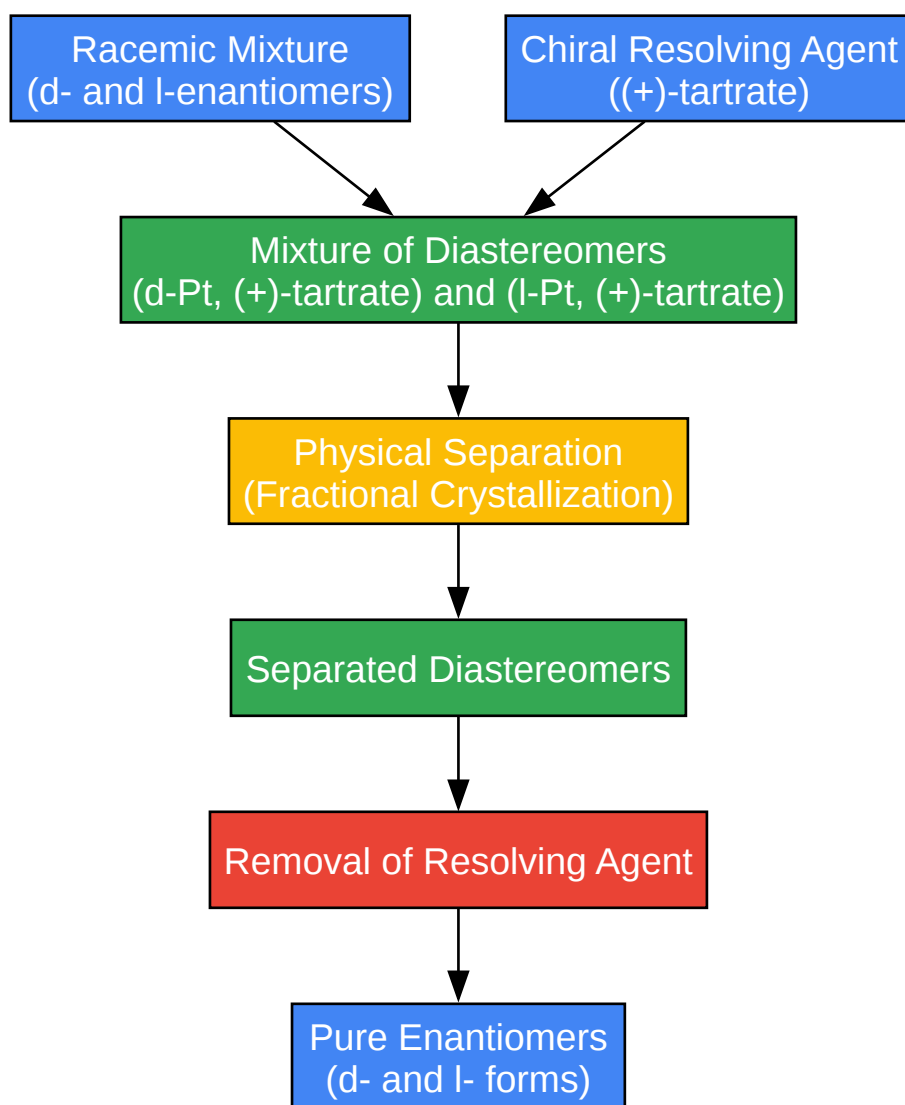 Racemic Mixture
(d- and l-enantiomers)
Chiral Resolving Agent
((+)-tartrate)
Mixture of Diastereomers
(d-Pt, (+)-tartrate) and (l-Pt, (+)-tartrate)
Physical Separation
(Fractional Crystallization)
Separated Diastereomers
Removal of Resolving Agent
Pure Enantiomers
(d- and l- forms)